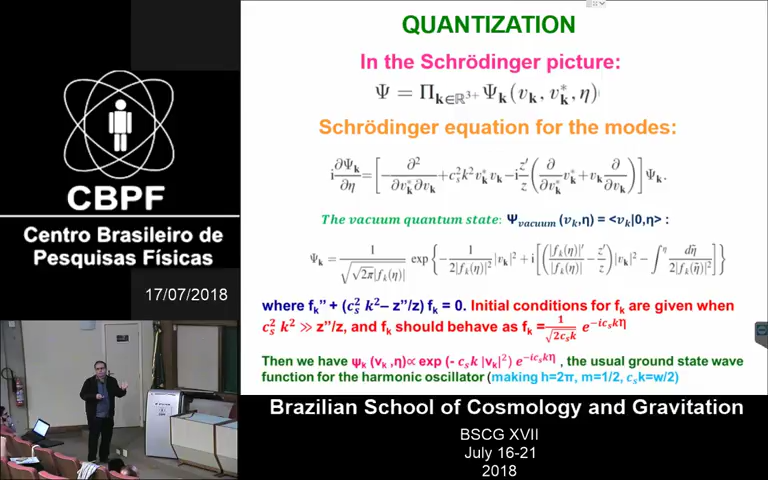 QUANTIZATION
In the Schrödinger picture:
Ψ = Π_{k∈ℝ³⁺} Ψ_k(v_k, v_k^*, η)
Schrödinger equation for the modes:
i ∂Ψ_k/∂η = [ −∂²/∂v_k^*∂v_k + c_s² k² v_k^* v_k − i z′/z ( ∂/∂v_k^* v_k^* + v_k ∂/∂v_k ) ] Ψ_k.
The vacuum quantum state: Ψ_vacuum (v_k,η) = <v_k|0,η> :
Ψ_k = 1/√(√(2π)|f_k(η)|) exp{ −1/(2|f_k(η)|²) |v_k|² + i[ ( |f_k(η)|′/|f_k(η)| − z′/z ) |v_k|² − ∫^η dη̃/(2|f_k(η̃)|²) ] }
where f_k'' + (c_s² k²– z''/z) f_k = 0. Initial conditions for f_k are given when
c_s² k² ≫ z''/z, and f_k should behave as f_k = 1/√(2c_s k) e^{-ic_s kη}
Then we have ψ_k (v_k ,η)∝ exp (- c_s k |v_k|²) e^{-ic_s kη} , the usual ground state wave
function for the harmonic oscillator (making h=2π, m=1/2, c_s k=w/2)
CBPF
Centro Brasileiro de
Pesquisas Físicas
17/07/2018
Brazilian School of Cosmology and Gravitation
BSCG XVII
July 16-21
2018